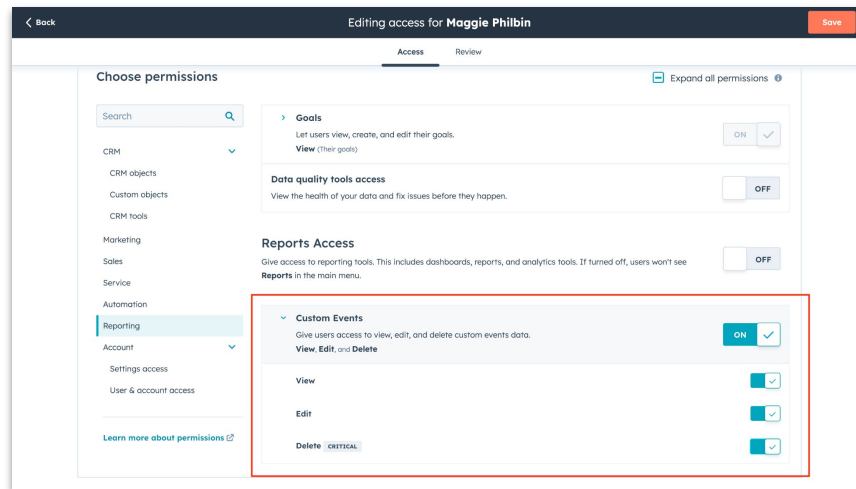 Back
Editing access for Maggie Philbin
Save
Access
Review
Choose permissions
Expand all permissions
Search
CRM
CRM objects
Custom objects
CRM tools
Marketing
Sales
Service
Automation
Reporting
Account
Settings access
User & account access
Learn more about permissions
Goals
Let users view, create, and edit their goals.
View (Their goals)
ON
Data quality tools access
View the health of your data and fix issues before they happen.
OFF
Reports Access
Give access to reporting tools. This includes dashboards, reports, and analytics tools. If turned off, users won't see
Reports in the main menu.
OFF
Custom Events
Give users access to view, edit, and delete custom events data.
View, Edit, and Delete
ON
View
Edit
Delete CRITICAL